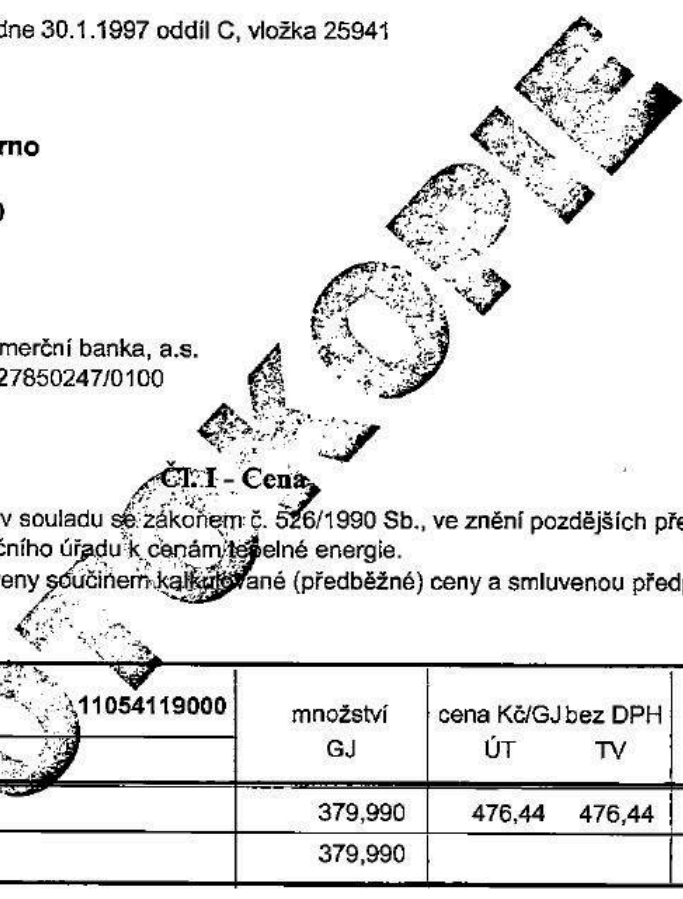 dne 30.1.1997 oddíl C, vložka 25941
rno
merční banka, a.s.
27850247/0100
OTOKOPIE
Čl. I - Cena
v souladu se zákonem č. 526/1990 Sb., ve znění pozdějších pře
čního úřadu k cenám tepelné energie.
reny součinem kalkulované (předběžné) ceny a smluvenou předp
11054119000 množství cena Kč/GJ bez DPH
GJ ÚT TV
379,990 476,44 476,44
379,990